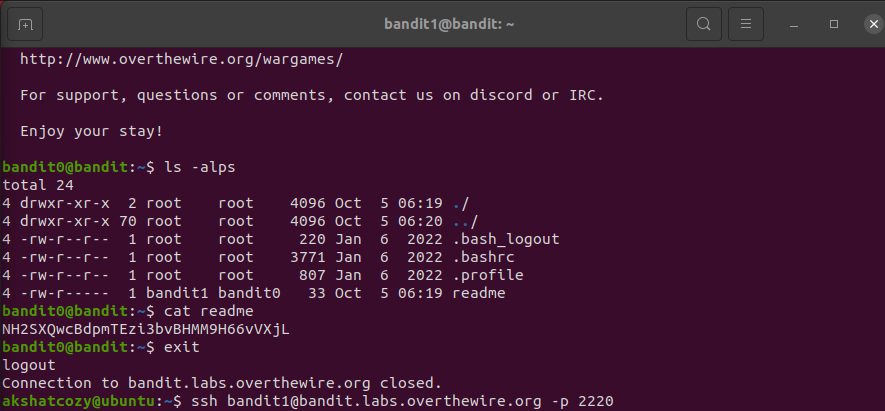 bandit1@bandit: ~
http://www.overthewire.org/wargames/
For support, questions or comments, contact us on discord or IRC.
Enjoy your stay!
bandit0@bandit:~$ ls -alps
total 24
4 drwxr-xr-x  2 root    root    4096 Oct  5 06:19 ./
4 drwxr-xr-x 70 root    root    4096 Oct  5 06:20 ../
4 -rw-r--r--  1 root    root     220 Jan  6  2022 .bash_logout
4 -rw-r--r--  1 root    root    3771 Jan  6  2022 .bashrc
4 -rw-r--r--  1 root    root     807 Jan  6  2022 .profile
4 -rw-r-----  1 bandit1 bandit0   33 Oct  5 06:19 readme
bandit0@bandit:~$ cat readme
NH2SXQwcBdpmTEzi3bvBHMM9H66vVXjL
bandit0@bandit:~$ exit
logout
Connection to bandit.labs.overthewire.org closed.
akshatcozy@ubuntu:~$ ssh bandit1@bandit.labs.overthewire.org -p 2220